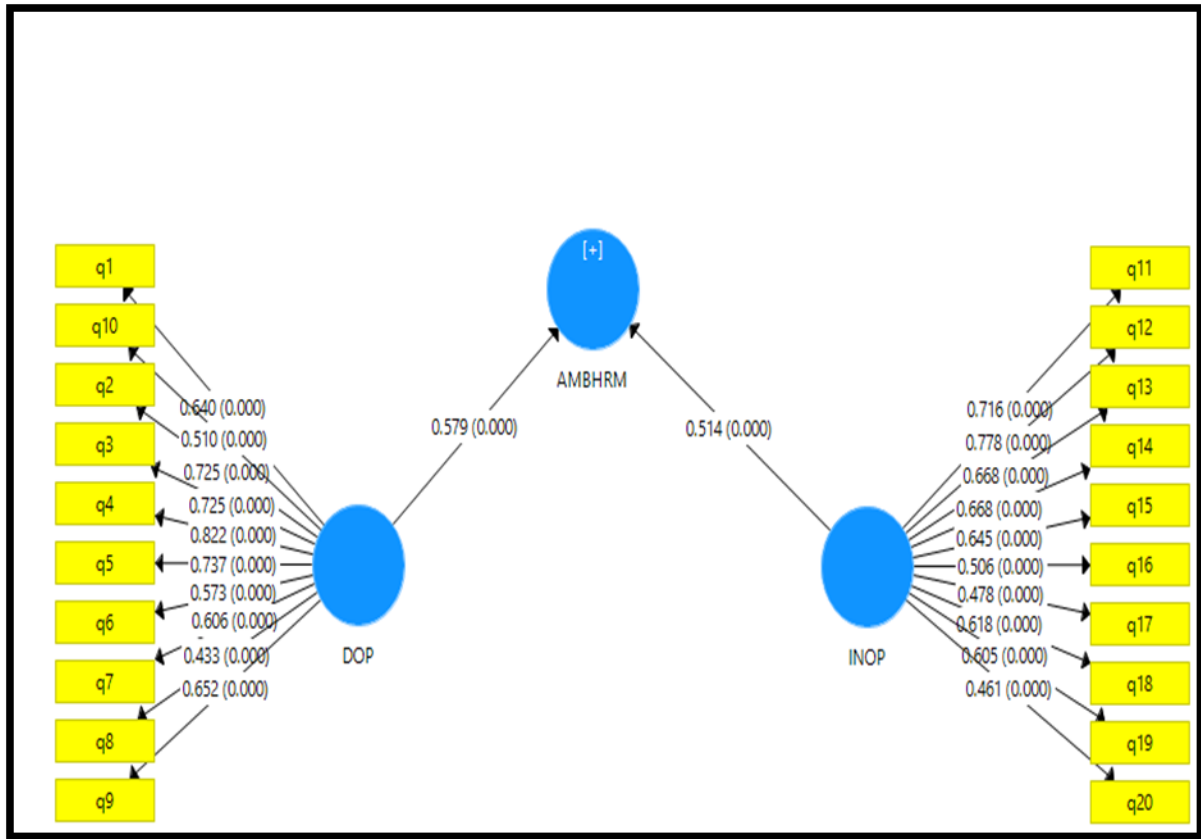 q1
q10
q2
q3
q4
q5
q6
q7
q8
q9
0.640 (0.000)
0.510 (0.000)
0.725 (0.000)
0.725 (0.000)
0.822 (0.000)
0.737 (0.000)
0.573 (0.000)
0.606 (0.000)
0.433 (0.000)
0.652 (0.000)
DOP
0.579 (0.000)
[+]
AMBHRM
0.514 (0.000)
INOP
0.716 (0.000)
0.778 (0.000)
0.668 (0.000)
0.668 (0.000)
0.645 (0.000)
0.506 (0.000)
0.478 (0.000)
0.618 (0.000)
0.605 (0.000)
0.461 (0.000)
q11
q12
q13
q14
q15
q16
q17
q18
q19
q20